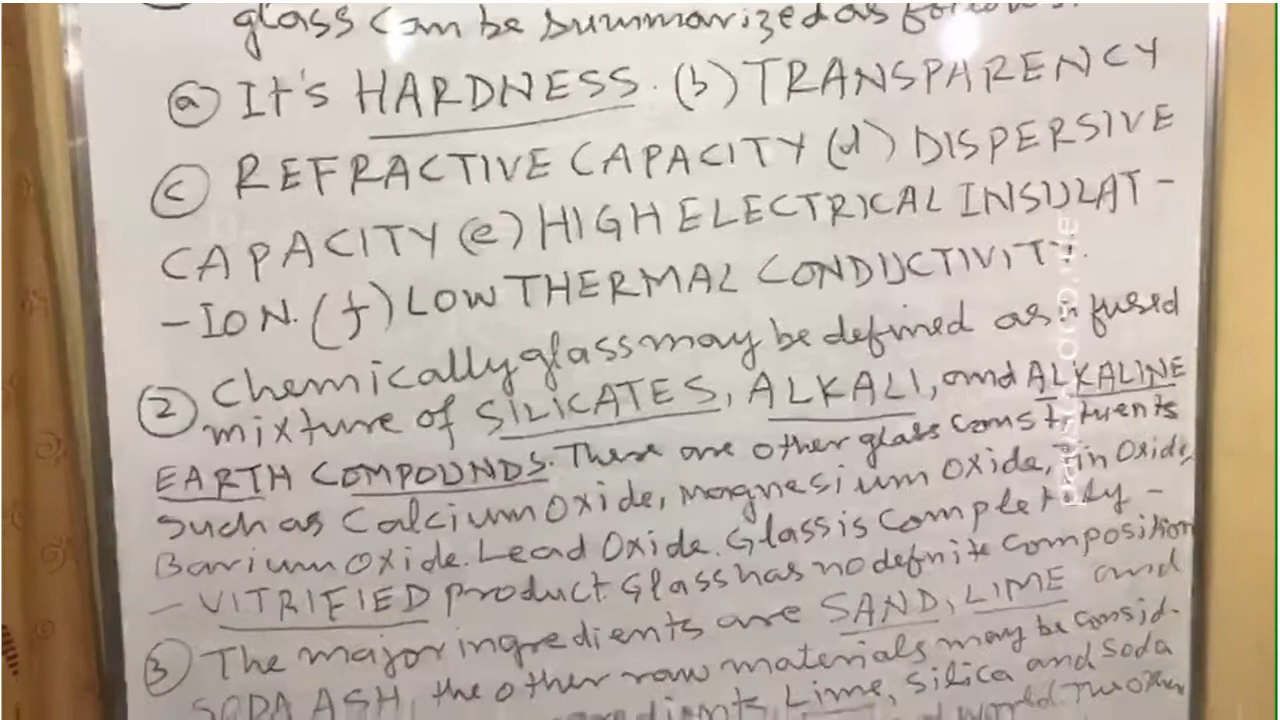 glass can be summarized as follows.
(a) It's HARDNESS. (b) TRANSPARENCY
(c) REFRACTIVE CAPACITY (d) DISPERSIVE
CAPACITY (e) HIGH ELECTRICAL INSULAT-
-ION. (f) LOW THERMAL CONDUCTIVITY.
(2) Chemically glass may be defined as a fused
mixture of SILICATES, ALKALI, and ALKALINE
EARTH COMPOUNDS. There are other glass constituents
such as Calcium Oxide, magnesium Oxide, Tin Oxide,
Barium Oxide. Lead Oxide. Glass is Completely -
- VITRIFIED product. Glass has no definite composition
(3) The major ingredients are SAND, LIME and
SODA ASH, the other raw materials may be consid-
Lime, Silica and Soda
world. The other